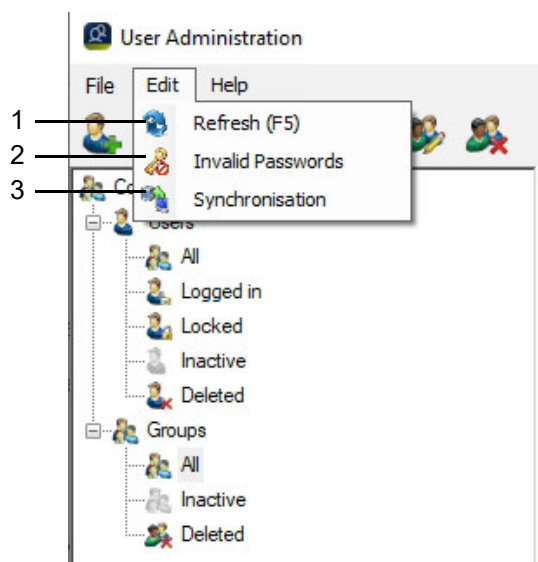 User Administration
File Edit Help
1 Refresh (F5)
2 Invalid Passwords
3 Synchronisation
Users
All
Logged in
Locked
Inactive
Deleted
Groups
All
Inactive
Deleted